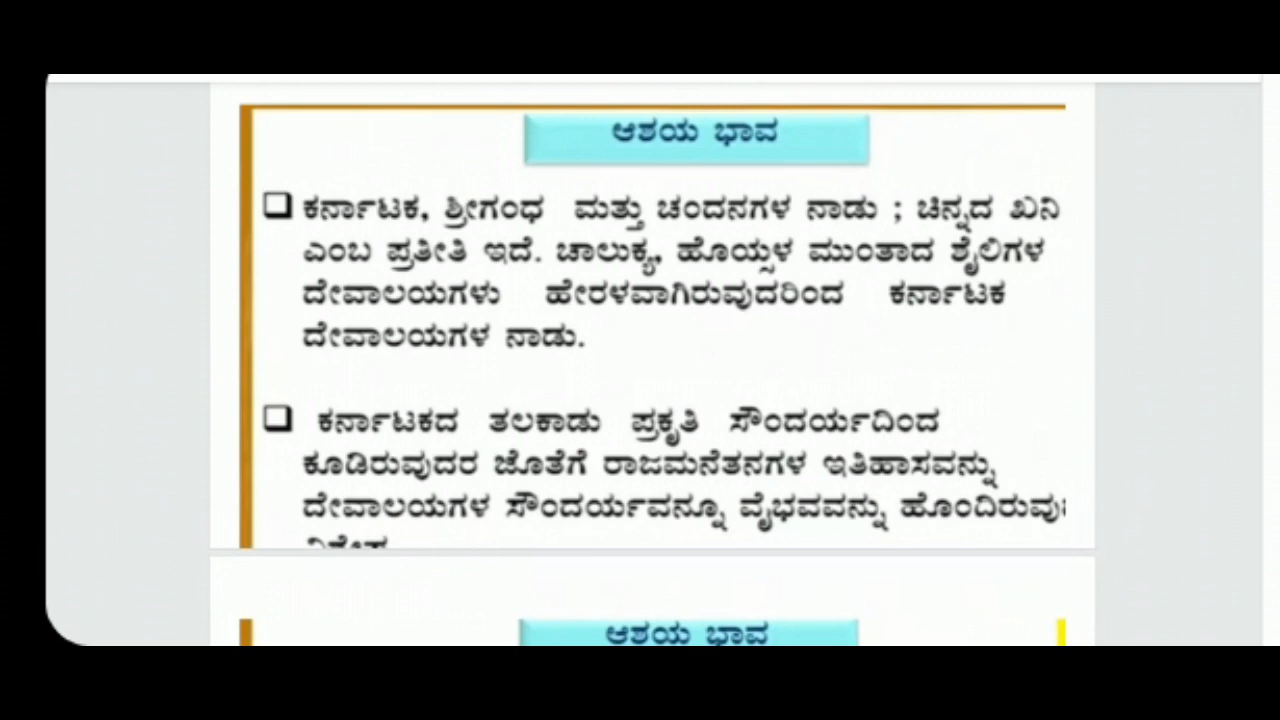 ಆಶಯ ಭಾವ
❑ ಕರ್ನಾಟಕ, ಶ್ರೀಗಂಧ ಮತ್ತು ಚಂದನಗಳ ನಾಡು ; ಚಿನ್ನದ ಖನಿ
ಎಂಬ ಪ್ರತೀತಿ ಇದೆ. ಚಾಲುಕ್ಯ, ಹೊಯ್ಸಳ ಮುಂತಾದ ಶೈಲಿಗಳ
ದೇವಾಲಯಗಳು ಹೇರಳವಾಗಿರುವುದರಿಂದ ಕರ್ನಾಟಕ
ದೇವಾಲಯಗಳ ನಾಡು.
❑ ಕರ್ನಾಟಕದ ತಲಕಾಡು ಪ್ರಕೃತಿ ಸೌಂದರ್ಯದಿಂದ
ಕೂಡಿರುವುದರ ಜೊತೆಗೆ ರಾಜಮನೆತನಗಳ ಇತಿಹಾಸವನ್ನು
ದೇವಾಲಯಗಳ ಸೌಂದರ್ಯವನ್ನೂ ವೈಭವವನ್ನು
ಆಶಯ ಭಾವ